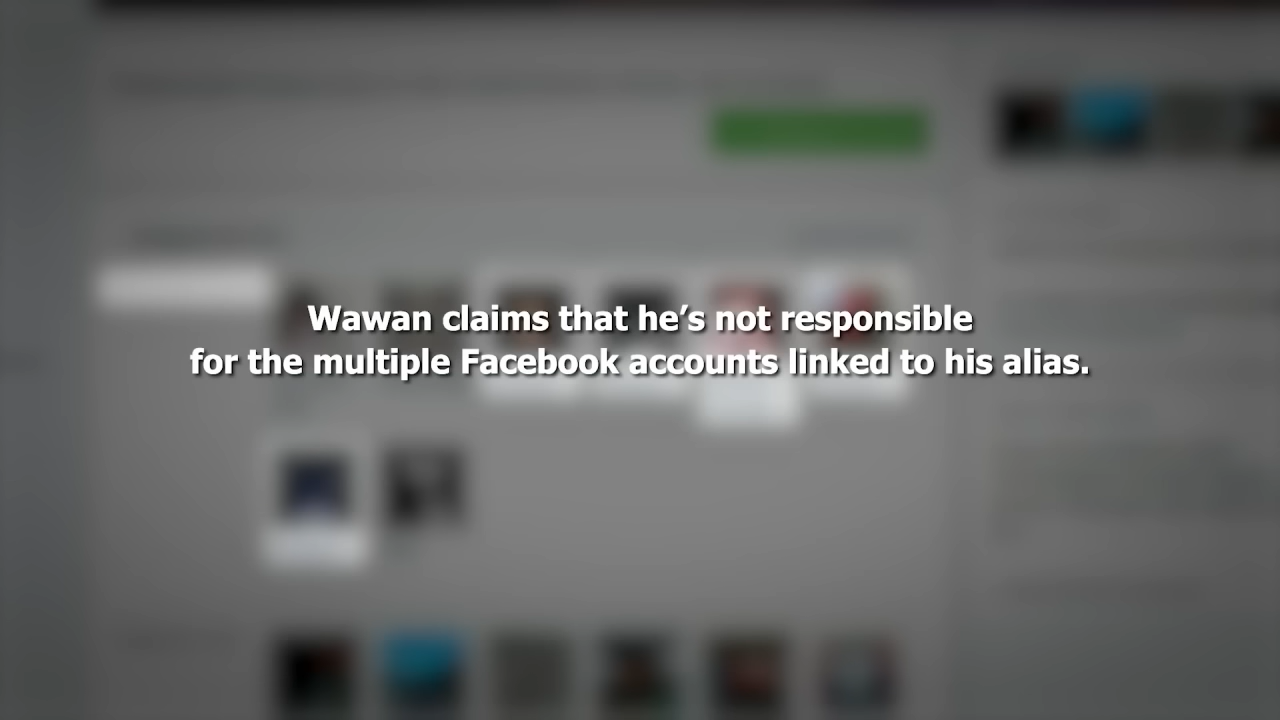 Wawan claims that he’s not responsible
for the multiple Facebook accounts linked to his alias.